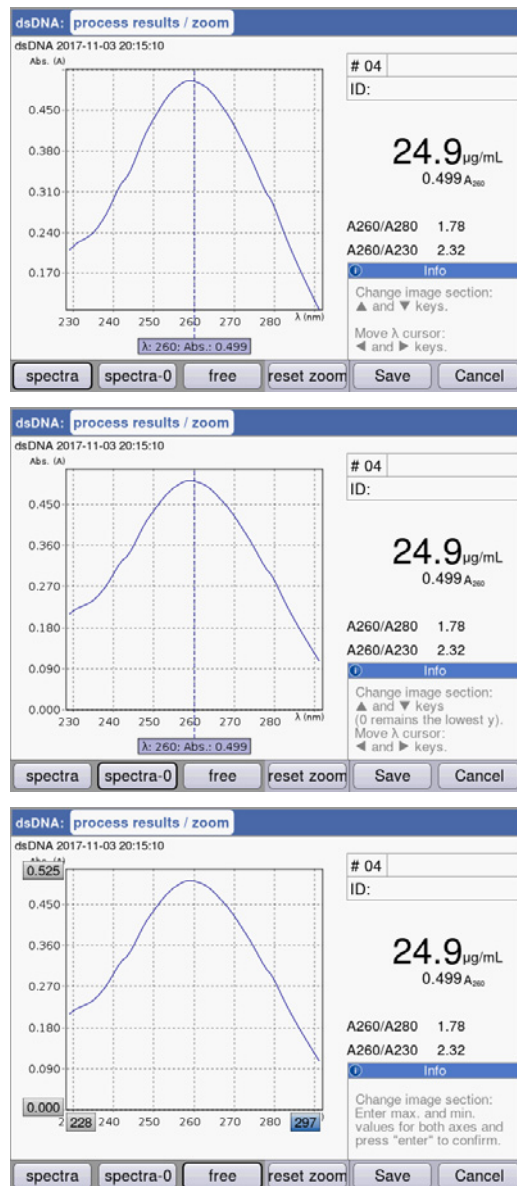 dsDNA: process results / zoom
dsDNA 2017-11-03 20:15:10
Abs. (A)
0.450
0.380
0.310
0.240
0.170
230 240 250 260 270 280 λ (nm)
λ: 260; Abs.: 0.499
# 04
ID:
24.9 µg/mL
0.499 A260
A260/A280 1.78
A260/A230 2.32
Info
Change image section:
▲ and ▼ keys.
Move λ cursor:
◀ and ▶ keys.
spectra spectra-0 free reset zoom Save Cancel
dsDNA: process results / zoom
dsDNA 2017-11-03 20:15:10
Abs. (A)
0.450
0.360
0.270
0.180
0.090
0.000
230 240 250 260 270 280 λ (nm)
λ: 260; Abs.: 0.499
# 04
ID:
24.9 µg/mL
0.499 A260
A260/A280 1.78
A260/A230 2.32
Info
Change image section:
▲ and ▼ keys
(0 remains the lowest y).
Move λ cursor:
◀ and ▶ keys.
spectra spectra-0 free reset zoom Save Cancel
dsDNA: process results / zoom
dsDNA 2017-11-03 20:15:10
0.525
0.450
0.360
0.270
0.180
0.090
0.000
228 240 250 260 270 280 297
# 04
ID:
24.9 µg/mL
0.499 A260
A260/A280 1.78
A260/A230 2.32
Info
Change image section:
Enter max. and min.
values for both axes and
press "enter" to confirm.
spectra spectra-0 free reset zoom Save Cancel